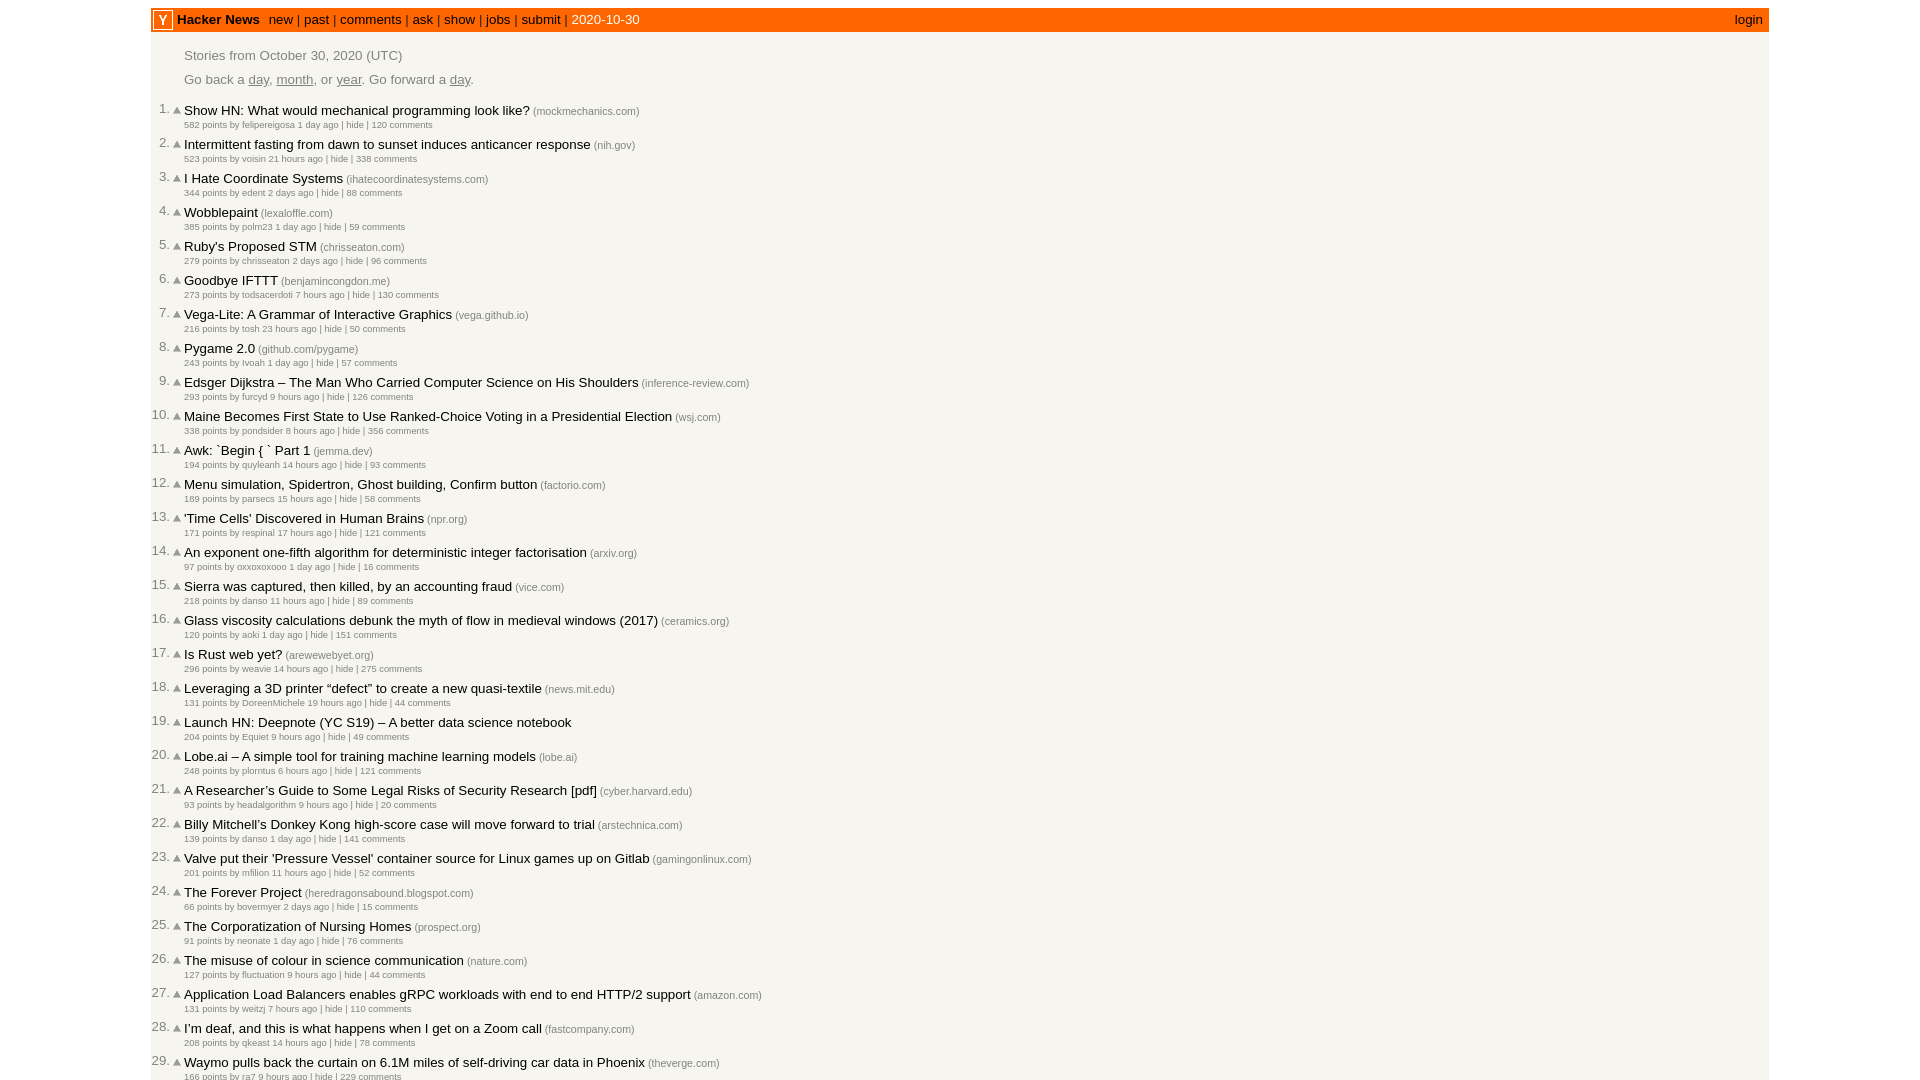 Y Hacker News new | past | comments | ask | show | jobs | submit | 2020-10-30 login
Stories from October 30, 2020 (UTC)
Go back a day, month, or year. Go forward a day.
1. Show HN: What would mechanical programming look like? (mockmechanics.com)
582 points by felipereigosa 1 day ago | hide | 120 comments
2. Intermittent fasting from dawn to sunset induces anticancer response (nih.gov)
523 points by voisin 21 hours ago | hide | 338 comments
3. I Hate Coordinate Systems (ihatecoordinatesystems.com)
344 points by edent 2 days ago | hide | 88 comments
4. Wobblepaint (lexaloffle.com)
385 points by polm23 1 day ago | hide | 59 comments
5. Ruby's Proposed STM (chrisseaton.com)
279 points by chrisseaton 2 days ago | hide | 96 comments
6. Goodbye IFTTT (benjamincongdon.me)
273 points by todsacerdoti 7 hours ago | hide | 130 comments
7. Vega-Lite: A Grammar of Interactive Graphics (vega.github.io)
216 points by tosh 23 hours ago | hide | 50 comments
8. Pygame 2.0 (github.com/pygame)
243 points by Ivoah 1 day ago | hide | 57 comments
9. Edsger Dijkstra – The Man Who Carried Computer Science on His Shoulders (inference-review.com)
293 points by furcyd 9 hours ago | hide | 126 comments
10. Maine Becomes First State to Use Ranked-Choice Voting in a Presidential Election (wsj.com)
338 points by pondsider 8 hours ago | hide | 356 comments
11. Awk: `Begin { ` Part 1 (jemma.dev)
194 points by quyleanh 14 hours ago | hide | 93 comments
12. Menu simulation, Spidertron, Ghost building, Confirm button (factorio.com)
189 points by parsecs 15 hours ago | hide | 58 comments
13. 'Time Cells' Discovered in Human Brains (npr.org)
171 points by respinal 17 hours ago | hide | 121 comments
14. An exponent one-fifth algorithm for deterministic integer factorisation (arxiv.org)
97 points by oxxoxoxooo 1 day ago | hide | 16 comments
15. Sierra was captured, then killed, by an accounting fraud (vice.com)
218 points by danso 11 hours ago | hide | 89 comments
16. Glass viscosity calculations debunk the myth of flow in medieval windows (2017) (ceramics.org)
120 points by aoki 1 day ago | hide | 151 comments
17. Is Rust web yet? (arewewebyet.org)
296 points by weavie 14 hours ago | hide | 275 comments
18. Leveraging a 3D printer “defect” to create a new quasi-textile (news.mit.edu)
131 points by DoreenMichele 19 hours ago | hide | 44 comments
19. Launch HN: Deepnote (YC S19) – A better data science notebook
204 points by Equiet 9 hours ago | hide | 49 comments
20. Lobe.ai – A simple tool for training machine learning models (lobe.ai)
248 points by plorntus 6 hours ago | hide | 121 comments
21. A Researcher’s Guide to Some Legal Risks of Security Research [pdf] (cyber.harvard.edu)
93 points by headalgorithm 9 hours ago | hide | 20 comments
22. Billy Mitchell’s Donkey Kong high-score case will move forward to trial (arstechnica.com)
139 points by danso 1 day ago | hide | 141 comments
23. Valve put their 'Pressure Vessel' container source for Linux games up on Gitlab (gamingonlinux.com)
201 points by mfilion 11 hours ago | hide | 52 comments
24. The Forever Project (heredragonsabound.blogspot.com)
66 points by bovermyer 2 days ago | hide | 15 comments
25. The Corporatization of Nursing Homes (prospect.org)
91 points by neonate 1 day ago | hide | 76 comments
26. The misuse of colour in science communication (nature.com)
127 points by fluctuation 9 hours ago | hide | 44 comments
27. Application Load Balancers enables gRPC workloads with end to end HTTP/2 support (amazon.com)
131 points by weitzj 7 hours ago | hide | 110 comments
28. I’m deaf, and this is what happens when I get on a Zoom call (fastcompany.com)
208 points by qkeast 14 hours ago | hide | 78 comments
29. Waymo pulls back the curtain on 6.1M miles of self-driving car data in Phoenix (theverge.com)
166 points by ra7 9 hours ago | hide | 229 comments